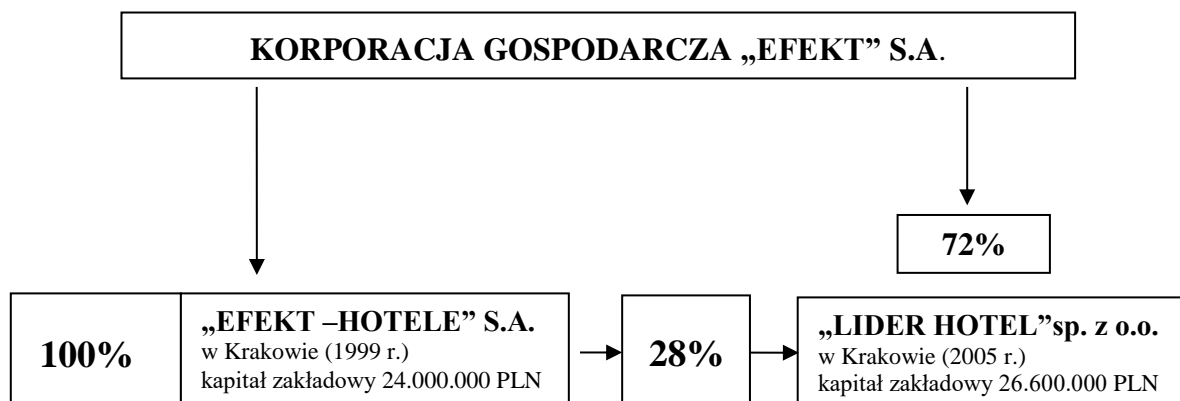 KORPORACJA GOSPODARCZA „EFEKT” S.A.
72%
100%
„EFEKT –HOTELE” S.A.
w Krakowie (1999 r.)
kapitał zakładowy 24.000.000 PLN
28%
„LIDER HOTEL”sp. z o.o.
w Krakowie (2005 r.)
kapitał zakładowy 26.600.000 PLN